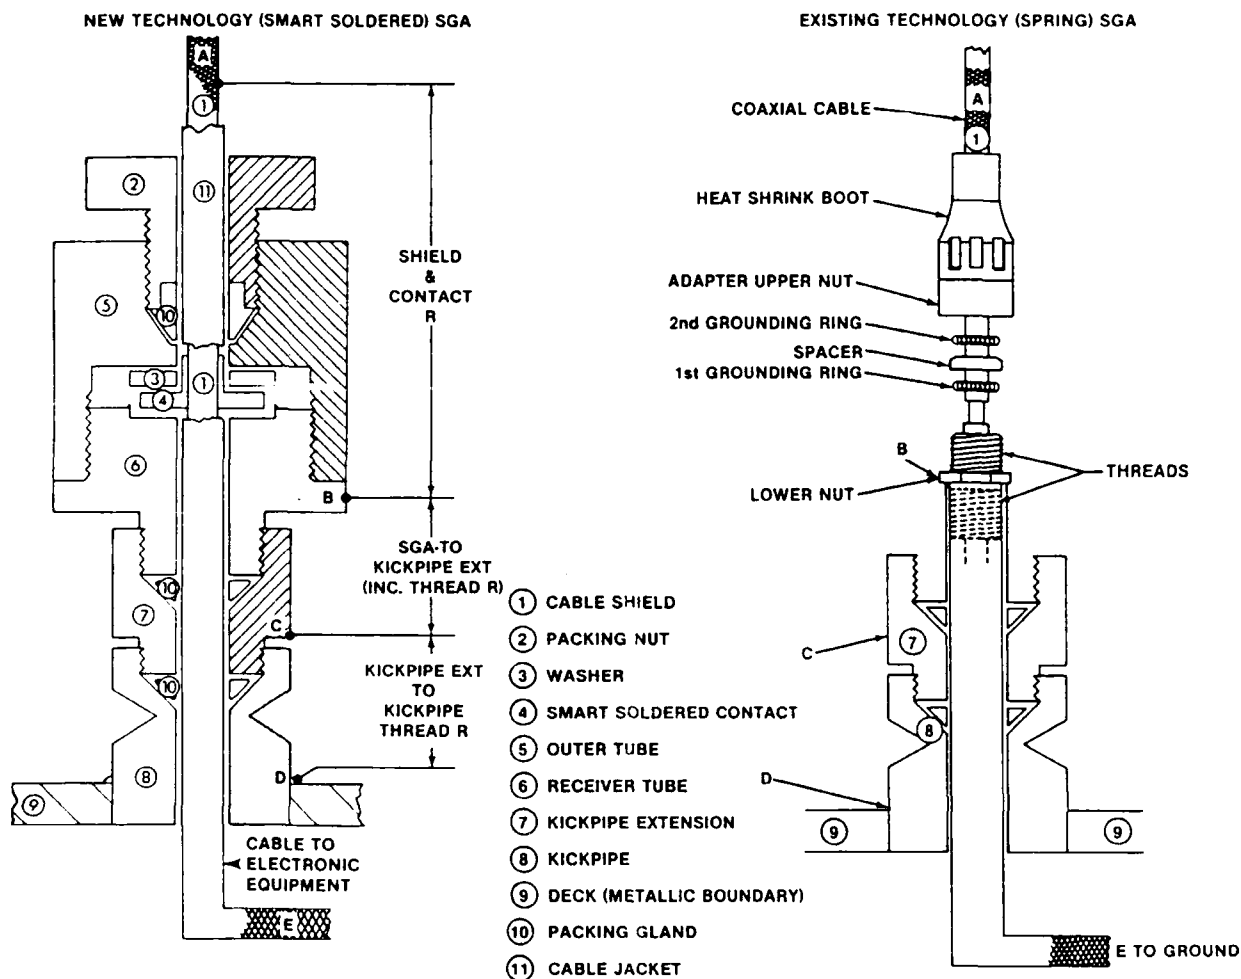 NEW TECHNOLOGY (SMART SOLDERED) SGA
A
1
2
11
5
10
3
1
4
6
B
10
7
C
10
8
D
9
SHIELD
&
CONTACT
R
SGA-TO
KICKPIPE EXT
(INC. THREAD R)
KICKPIPE EXT
TO
KICKPIPE
THREAD R
CABLE TO
ELECTRONIC
EQUIPMENT
E
1 CABLE SHIELD
2 PACKING NUT
3 WASHER
4 SMART SOLDERED CONTACT
5 OUTER TUBE
6 RECEIVER TUBE
7 KICKPIPE EXTENSION
8 KICKPIPE
9 DECK (METALLIC BOUNDARY)
10 PACKING GLAND
11 CABLE JACKET
EXISTING TECHNOLOGY (SPRING) SGA
A
COAXIAL CABLE
1
HEAT SHRINK BOOT
ADAPTER UPPER NUT
2nd GROUNDING RING
SPACER
1st GROUNDING RING
B
THREADS
LOWER NUT
7
C
8
D
9
9
E TO GROUND